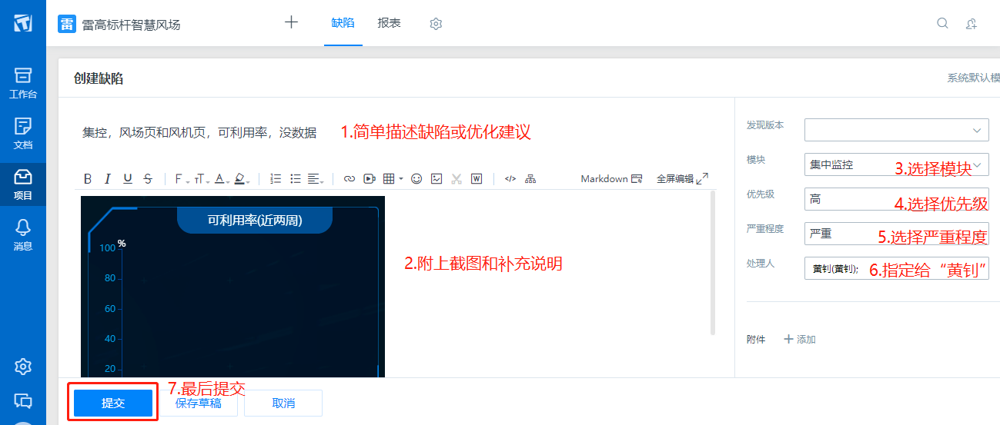 雷 雷高标杆智慧风场
缺陷 报表
工作台
文档
项目
消息
创建缺陷
系统默认模
集控，风场页和风机页，可利用率，没数据
1.简单描述缺陷或优化建议
B I U S F T A
Markdown 全屏编辑
可利用率(近两周)
%
100
80
60
40
20
2.附上截图和补充说明
发现版本
模块 集中监控 3.选择模块
优先级 高 4.选择优先级
严重程度 严重 5.选择严重程度
处理人 黄钊(黄钊); 6.指定给“黄钊”
附件 添加
7.最后提交
提交 保存草稿 取消